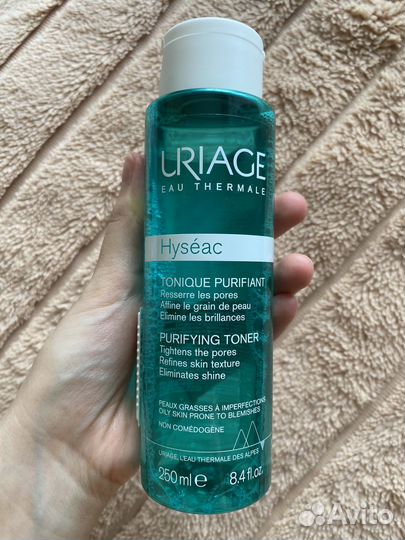 URIAGE
EAU THERMALE
Hyséac
TONIQUE PURIFIANT
Resserre les pores
Affine le grain de peau
Elimine les brillances
PURIFYING TONER
Tightens the pores
Refines skin texture
Eliminates shine
PEAUX GRASSES À IMPERFECTIONS
OILY SKIN PRONE TO BLEMISHES
NON COMÉDOGÈNE
URIAGE, L'EAU THERMALE DES ALPES
250 ml e 8.4 fl.oz.
Avito